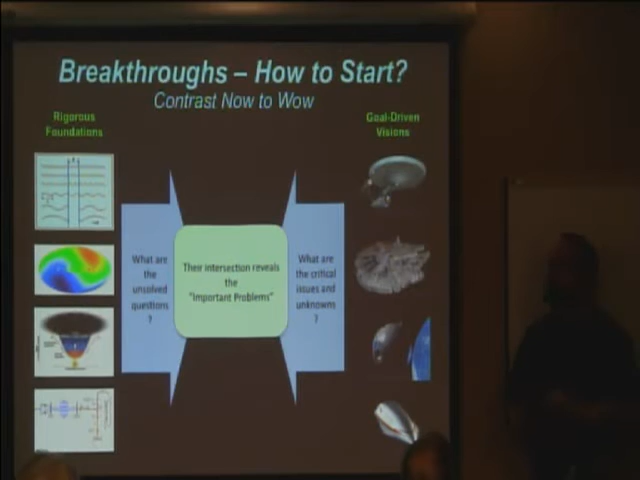 Breakthroughs – How to Start?
Contrast Now to Wow
Rigorous
Foundations
Goal-Driven
Visions
What are
the
unsolved
questions
?
Their intersection reveals
the
"Important Problems"
What are
the critical
issues and
unknowns
?